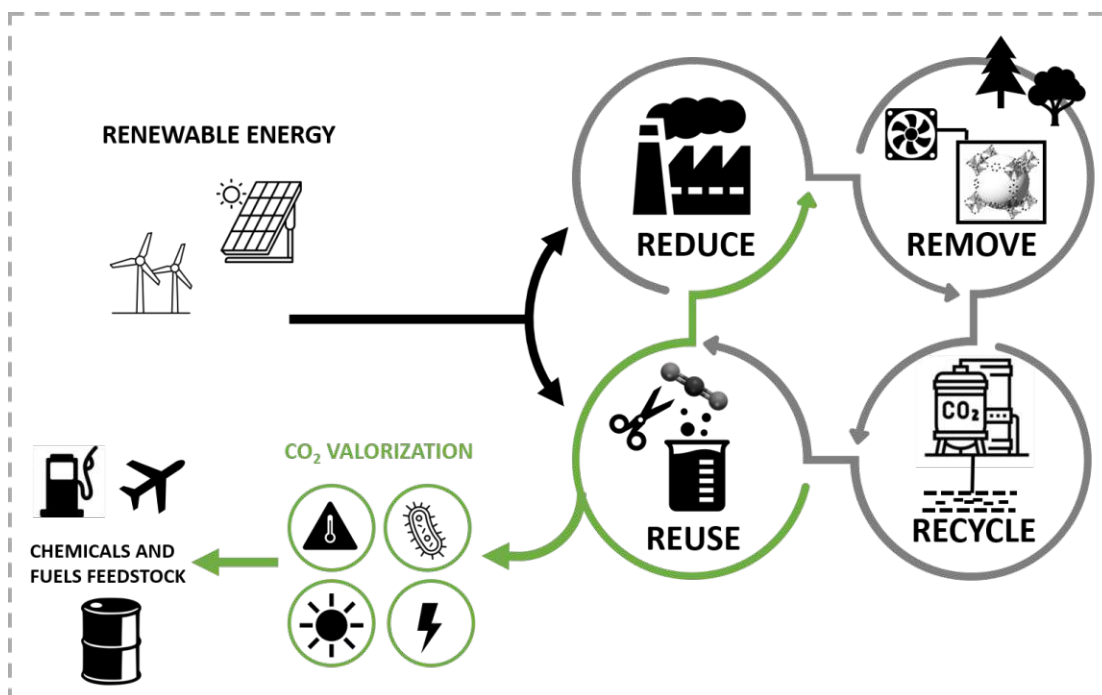 RENEWABLE ENERGY
REDUCE
REMOVE
CO₂ VALORIZATION
REUSE
CO₂
RECYCLE
CHEMICALS AND
FUELS FEEDSTOCK